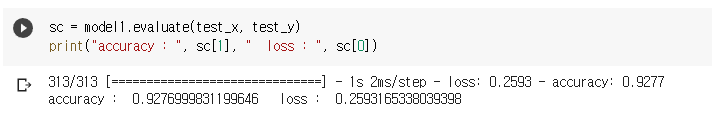 sc = model1.evaluate(test_x, test_y)
print("accuracy : ", sc[1], "  loss : ", sc[0])
313/313 [==============================] - 1s 2ms/step - loss: 0.2593 - accuracy: 0.9277
accuracy :  0.9276999831199646   loss :  0.2593165338039398